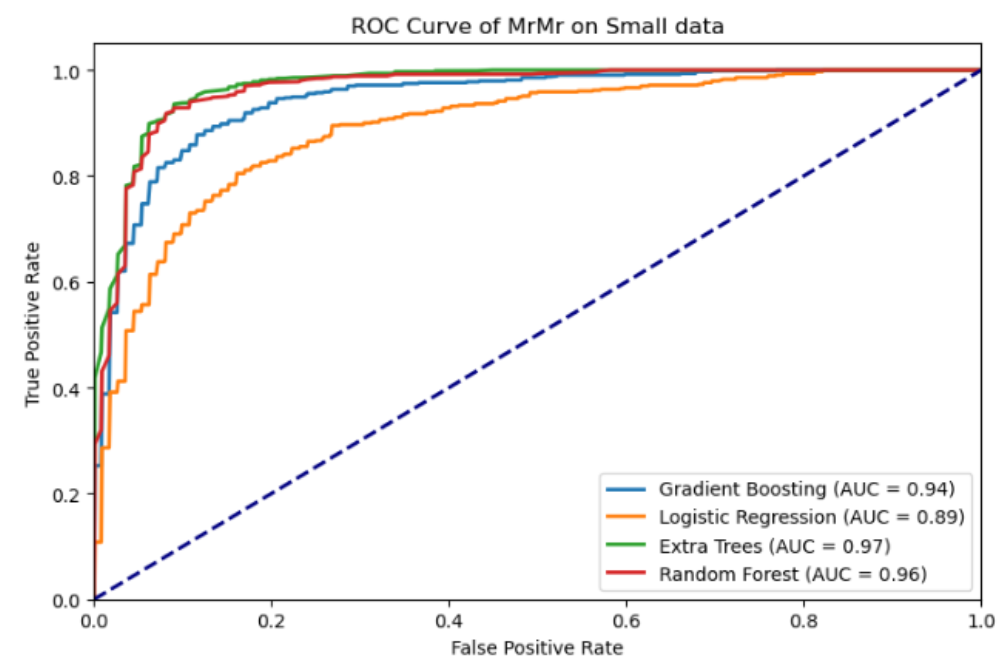 ROC Curve of MrMr on Small data
True Positive Rate
1.0
0.8
0.6
0.4
0.2
0.0
Gradient Boosting (AUC = 0.94)
Logistic Regression (AUC = 0.89)
Extra Trees (AUC = 0.97)
Random Forest (AUC = 0.96)
0.0 0.2 0.4 0.6 0.8 1.0
False Positive Rate